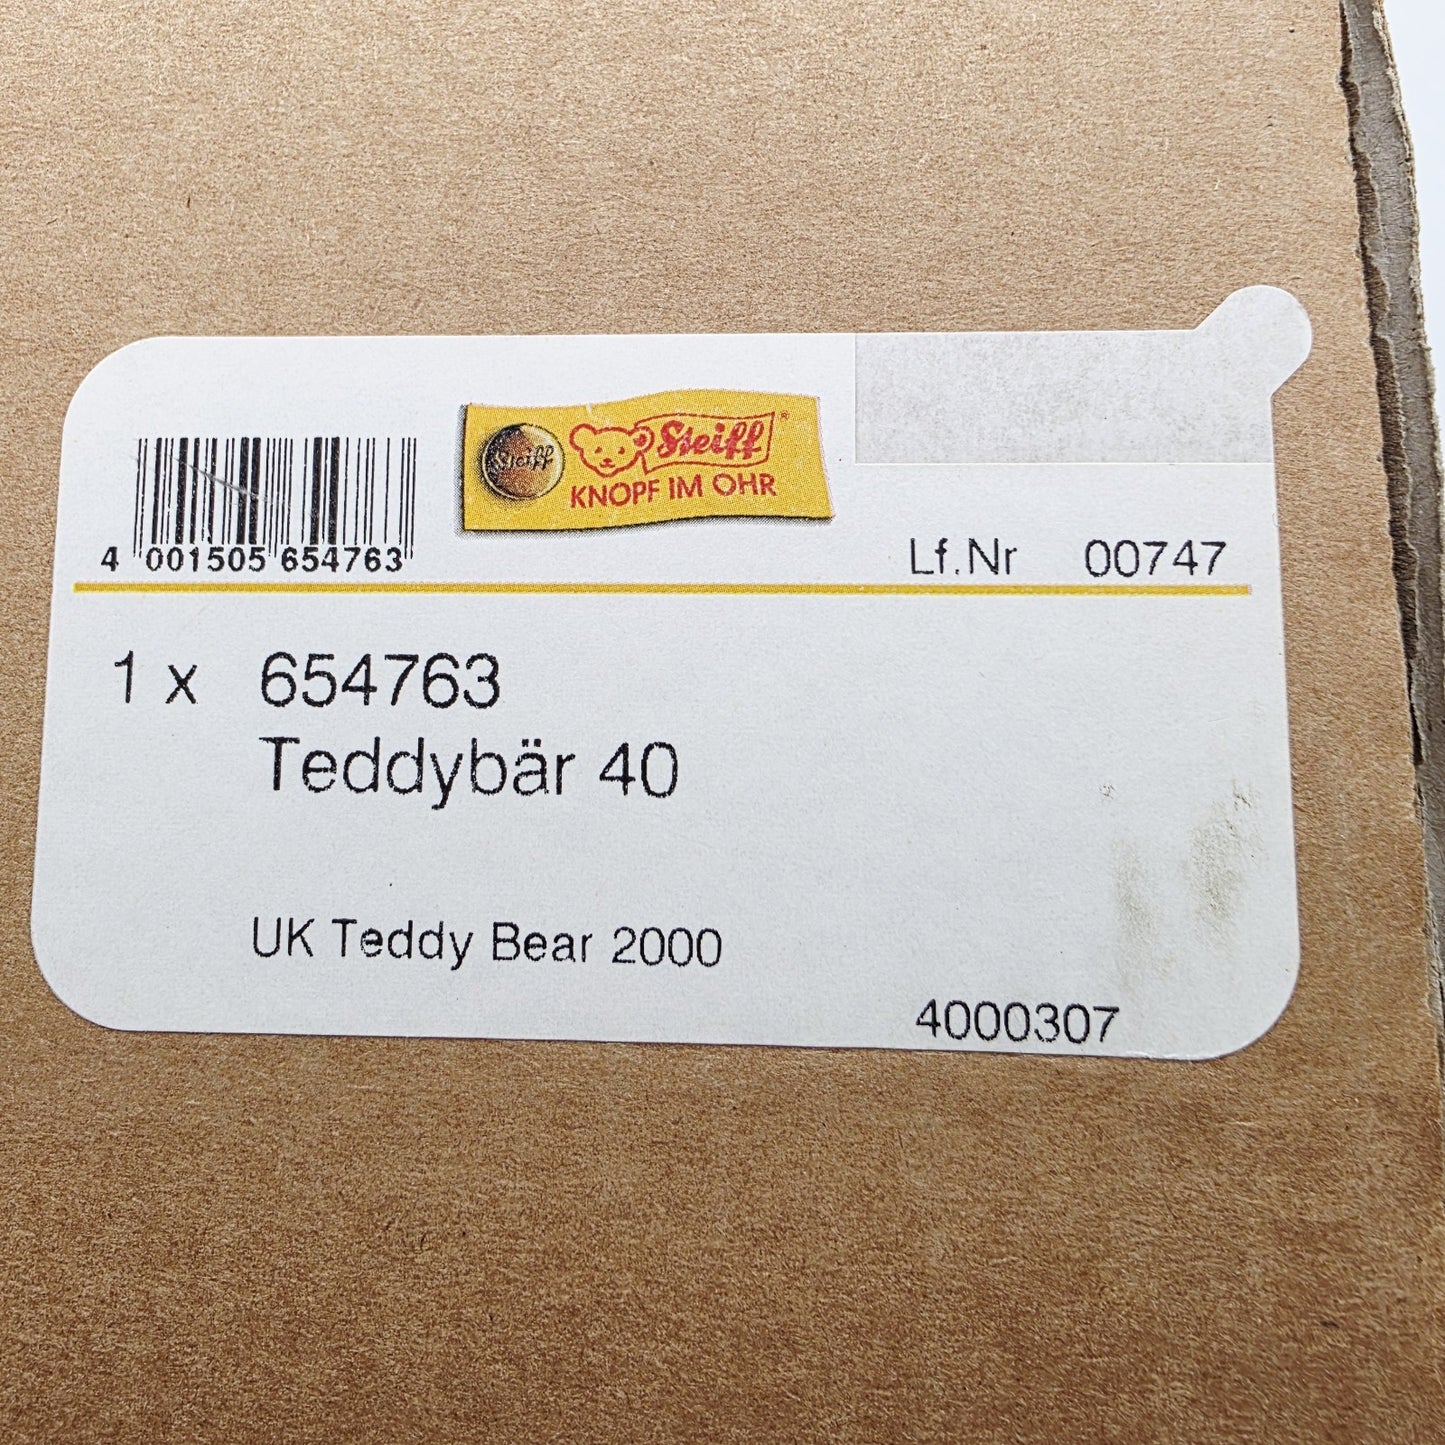 Steiff
Steiff®
KNOPF IM OHR
4 001505 654763
Lf.Nr 00747
1 x 654763
Teddybär 40
UK Teddy Bear 2000
4000307